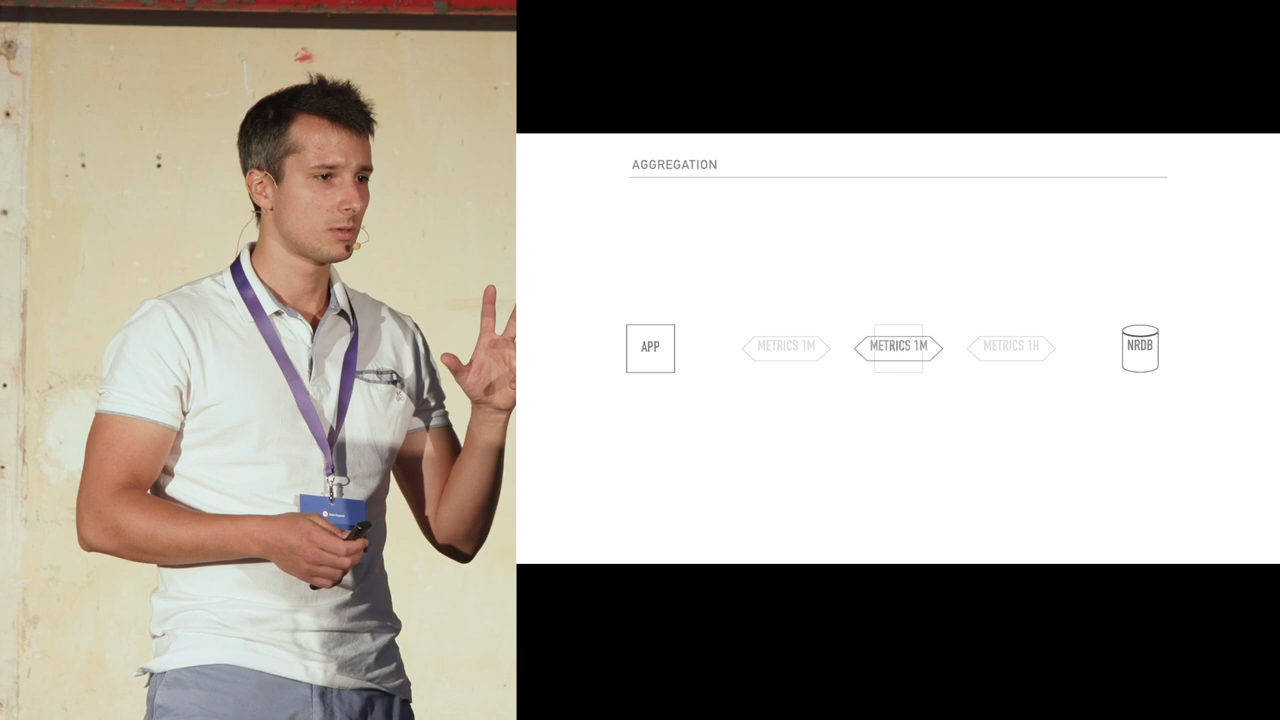 AGGREGATION
APP
METRICS 1M
METRICS 1M
METRICS 1H
NRDB